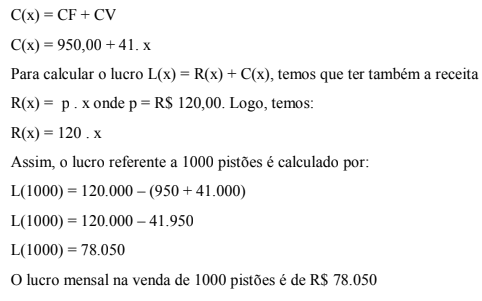 C(x) = CF + CV
C(x) = 950,00 + 41. x
Para calcular o lucro L(x) = R(x) + C(x), temos que ter também a receita
R(x) = p . x onde p = R$ 120,00. Logo, temos:
R(x) = 120 . x
Assim, o lucro referente a 1000 pistões é calculado por:
L(1000) = 120.000 – (950 + 41.000)
L(1000) = 120.000 – 41.950
L(1000) = 78.050
O lucro mensal na venda de 1000 pistões é de R$ 78.050